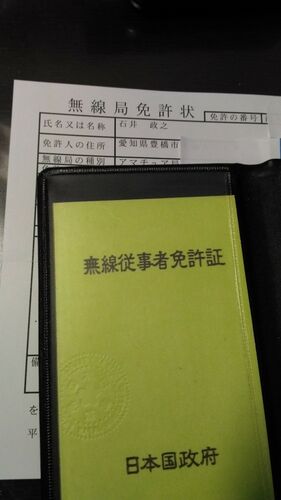 無線局免許状
免許の番号
氏名又は名称 石井 政之
免許人の住所 愛知県豊橋市
無線局の種別 アマチュア局
無線従事者免許証
日本国政府
備
を
平